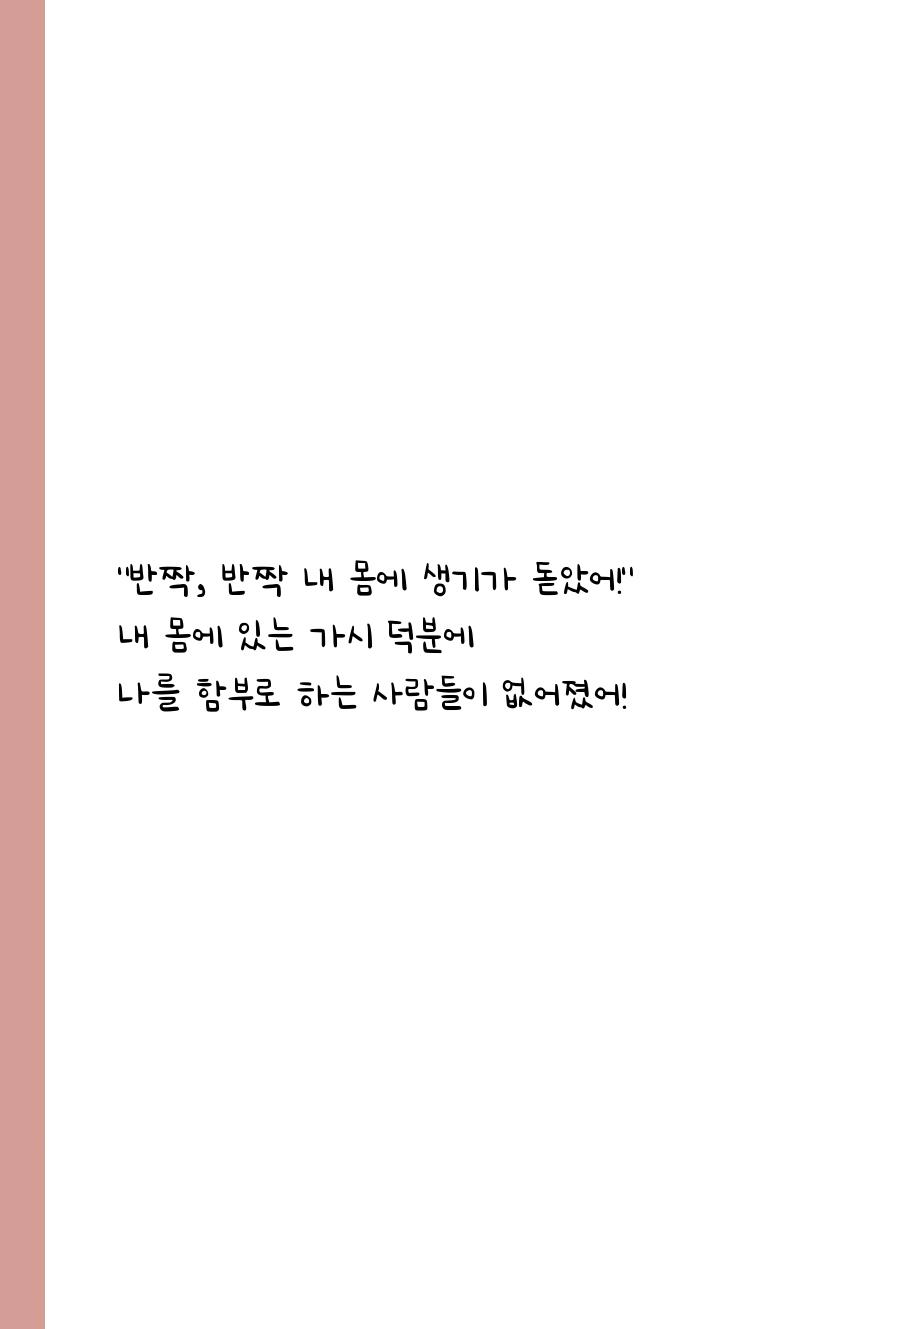 "반짝, 반짝 내 몸에 생기가 돋았어!"
내 몸에 있는 가시 덕분에
나를 함부로 하는 사람들이 없어졌어!